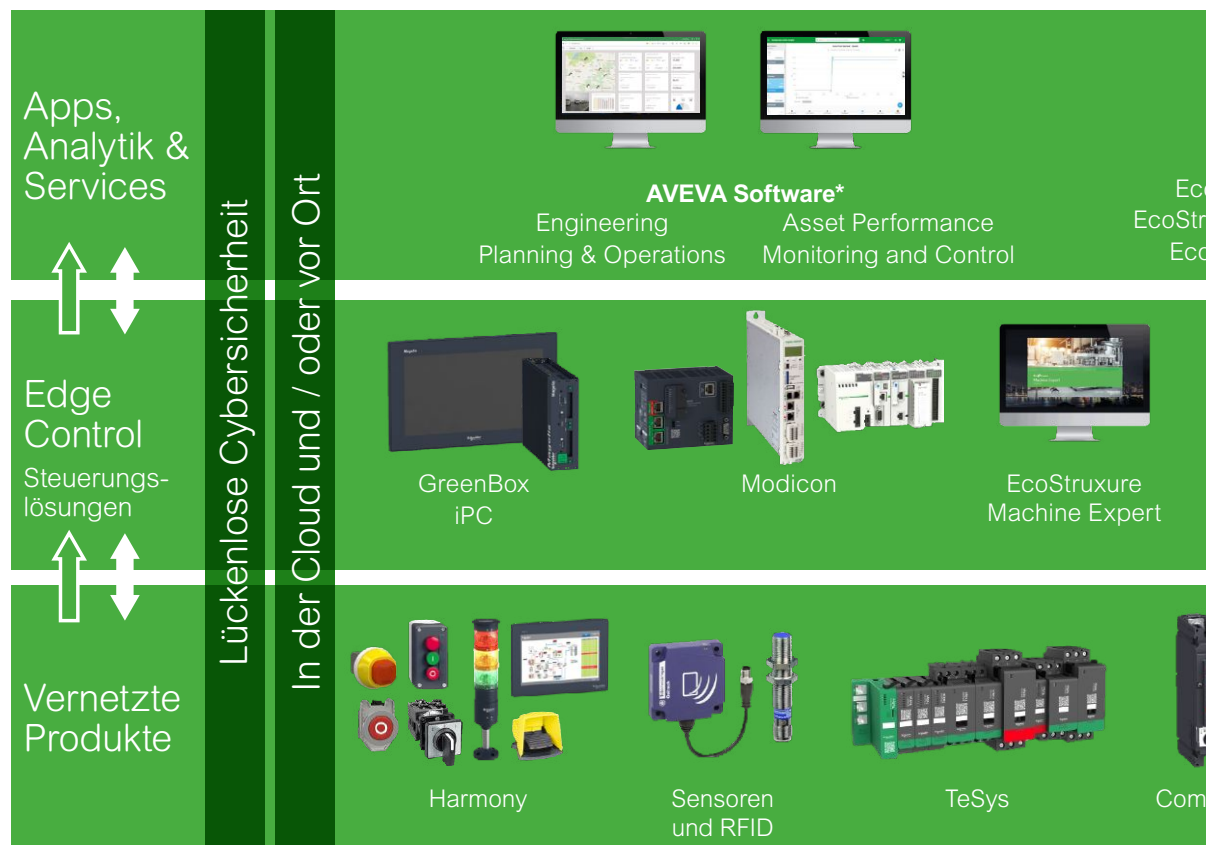 Apps,
Analytik &
Services
Lückenlose Cybersicherheit
In der Cloud und / oder vor Ort
AVEVA Software*
Engineering
Planning & Operations
Asset Performance
Monitoring and Control
Edge
Control
Steuerungs-
lösungen
GreenBox
iPC
Modicon
EcoStruxure
Machine Expert
Vernetzte
Produkte
Harmony
Sensoren
und RFID
TeSys